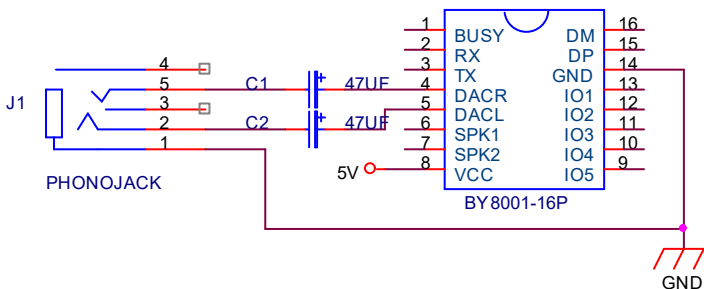 1 BUSY DM 16
2 RX DP 15
4 3 TX GND 14
5 C1 47UF 4 DACR IO1 13
J1 3 5 DACL IO2 12
2 C2 47UF 6 SPK1 IO3 11
1 7 SPK2 IO4 10
5V 8 VCC IO5 9
PHONOJACK
BY8001-16P
GND